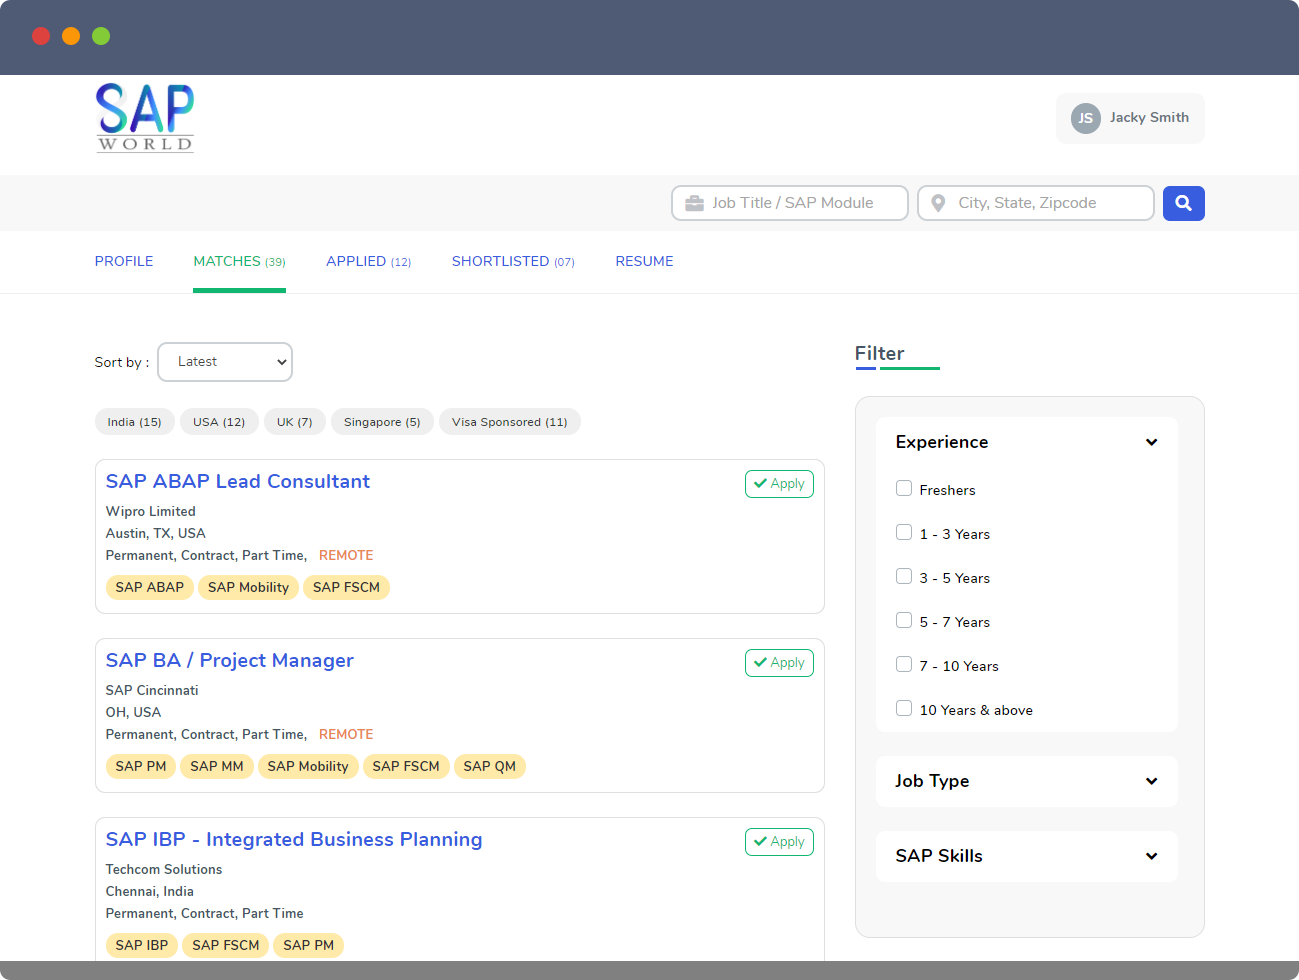 SAP
WORLD
JS Jacky Smith
Job Title / SAP Module City, State, Zipcode
PROFILE MATCHES (39) APPLIED (12) SHORTLISTED (07) RESUME
Sort by : Latest
India (15) USA (12) UK (7) Singapore (5) Visa Sponsored (11)
SAP ABAP Lead Consultant Apply
Wipro Limited
Austin, TX, USA
Permanent, Contract, Part Time, REMOTE
SAP ABAP SAP Mobility SAP FSCM
SAP BA / Project Manager Apply
SAP Cincinnati
OH, USA
Permanent, Contract, Part Time, REMOTE
SAP PM SAP MM SAP Mobility SAP FSCM SAP QM
SAP IBP - Integrated Business Planning Apply
Techcom Solutions
Chennai, India
Permanent, Contract, Part Time
SAP IBP SAP FSCM SAP PM
Filter
Experience
Freshers
1 - 3 Years
3 - 5 Years
5 - 7 Years
7 - 10 Years
10 Years & above
Job Type
SAP Skills